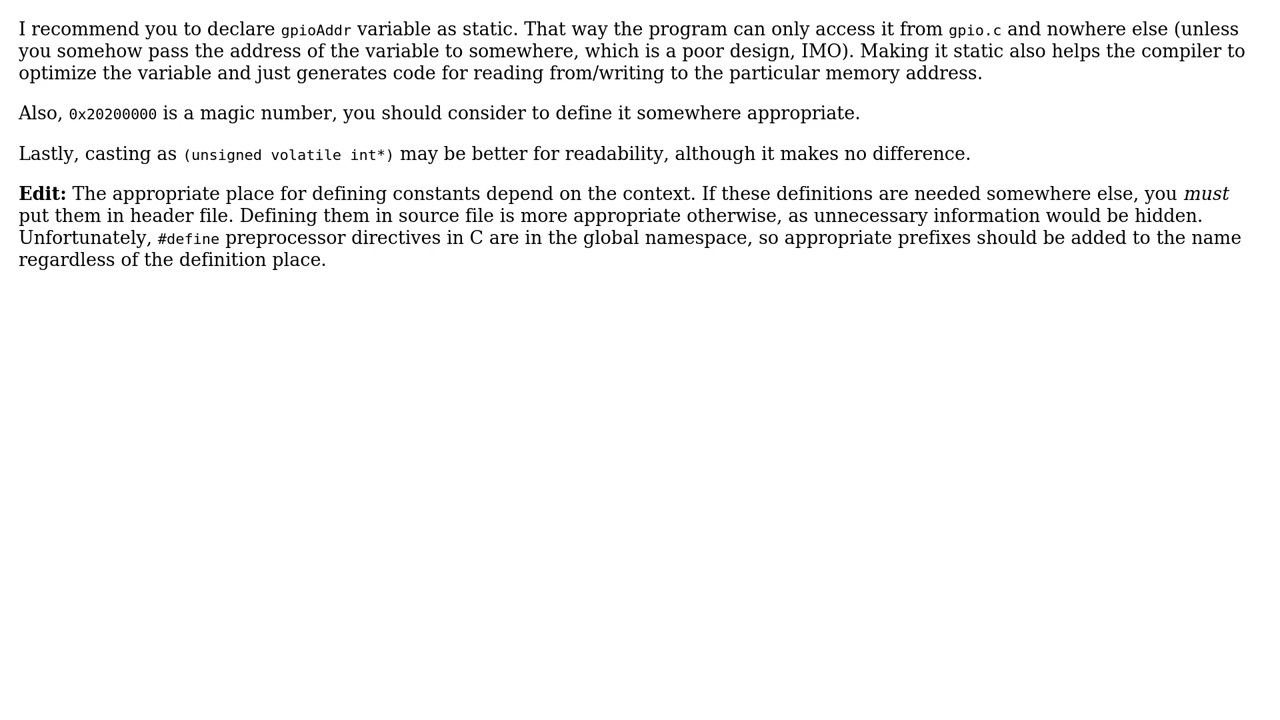 I recommend you to declare gpioAddr variable as static. That way the program can only access it from gpio.c and nowhere else (unless
you somehow pass the address of the variable to somewhere, which is a poor design, IMO). Making it static also helps the compiler to
optimize the variable and just generates code for reading from/writing to the particular memory address.
Also, 0x20200000 is a magic number, you should consider to define it somewhere appropriate.
Lastly, casting as (unsigned volatile int*) may be better for readability, although it makes no difference.
Edit: The appropriate place for defining constants depend on the context. If these definitions are needed somewhere else, you must
put them in header file. Defining them in source file is more appropriate otherwise, as unnecessary information would be hidden.
Unfortunately, #define preprocessor directives in C are in the global namespace, so appropriate prefixes should be added to the name
regardless of the definition place.